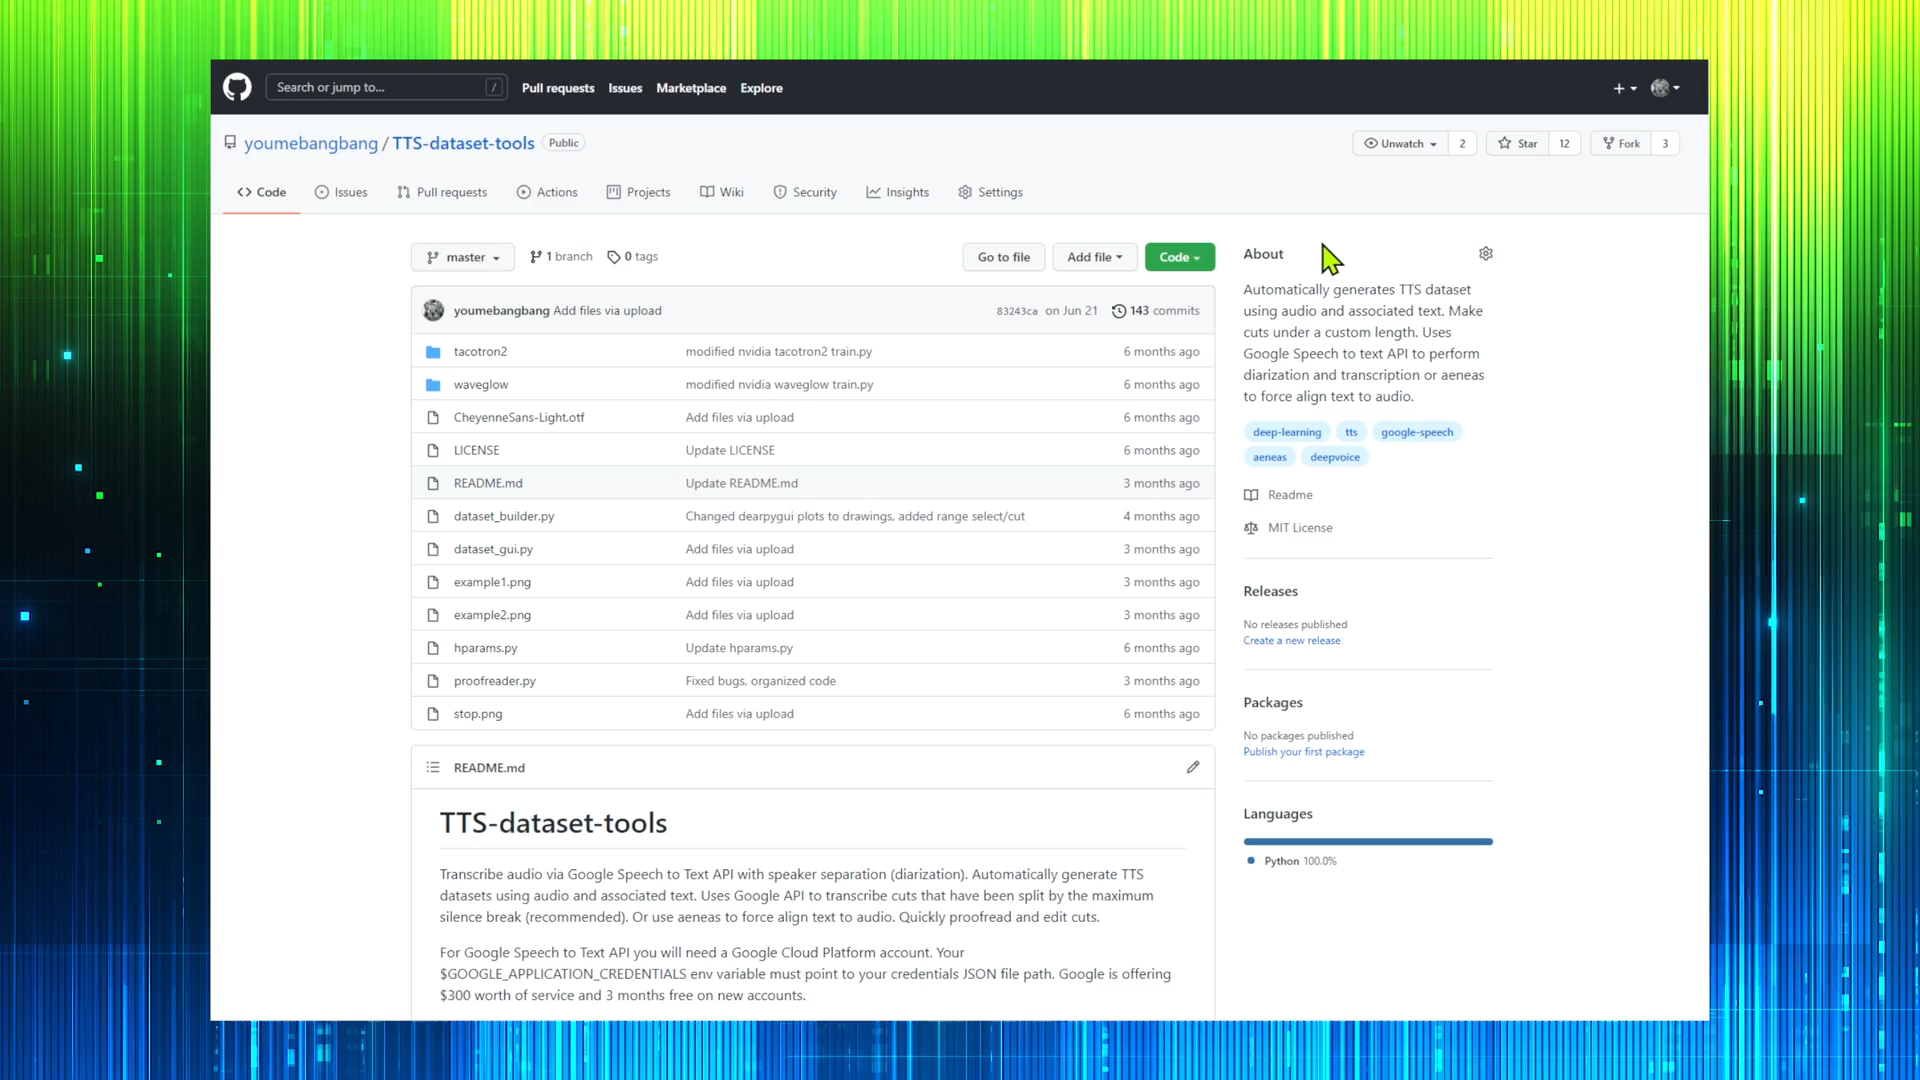 Search or jump to... /
Pull requests Issues Marketplace Explore
youmebangbang / TTS-dataset-tools Public
Unwatch 2 Star 12 Fork 3
Code Issues Pull requests Actions Projects Wiki Security Insights Settings
master 1 branch 0 tags Go to file Add file Code
youmebangbang Add files via upload 83243ca on Jun 21 143 commits
tacotron2 modified nvidia tacotron2 train.py 6 months ago
waveglow modified nvidia waveglow train.py 6 months ago
CheyenneSans-Light.otf Add files via upload 6 months ago
LICENSE Update LICENSE 6 months ago
README.md Update README.md 3 months ago
dataset_builder.py Changed dearpygui plots to drawings, added range select/cut 4 months ago
dataset_gui.py Add files via upload 3 months ago
example1.png Add files via upload 3 months ago
example2.png Add files via upload 3 months ago
hparams.py Update hparams.py 6 months ago
proofreader.py Fixed bugs, organized code 3 months ago
stop.png Add files via upload 6 months ago
README.md
TTS-dataset-tools
Transcribe audio via Google Speech to Text API with speaker separation (diarization). Automatically generate TTS
datasets using audio and associated text. Uses Google API to transcribe cuts that have been split by the maximum
silence break (recommended). Or use aeneas to force align text to audio. Quickly proofread and edit cuts.
For Google Speech to Text API you will need a Google Cloud Platform account. Your
$GOOGLE_APPLICATION_CREDENTIALS env variable must point to your credentials JSON file path. Google is offering
$300 worth of service and 3 months free on new accounts.
About
Automatically generates TTS dataset
using audio and associated text. Make
cuts under a custom length. Uses
Google Speech to text API to perform
diarization and transcription or aeneas
to force align text to audio.
deep-learning tts google-speech
aeneas deepvoice
Readme
MIT License
Releases
No releases published
Create a new release
Packages
No packages published
Publish your first package
Languages
Python 100.0%